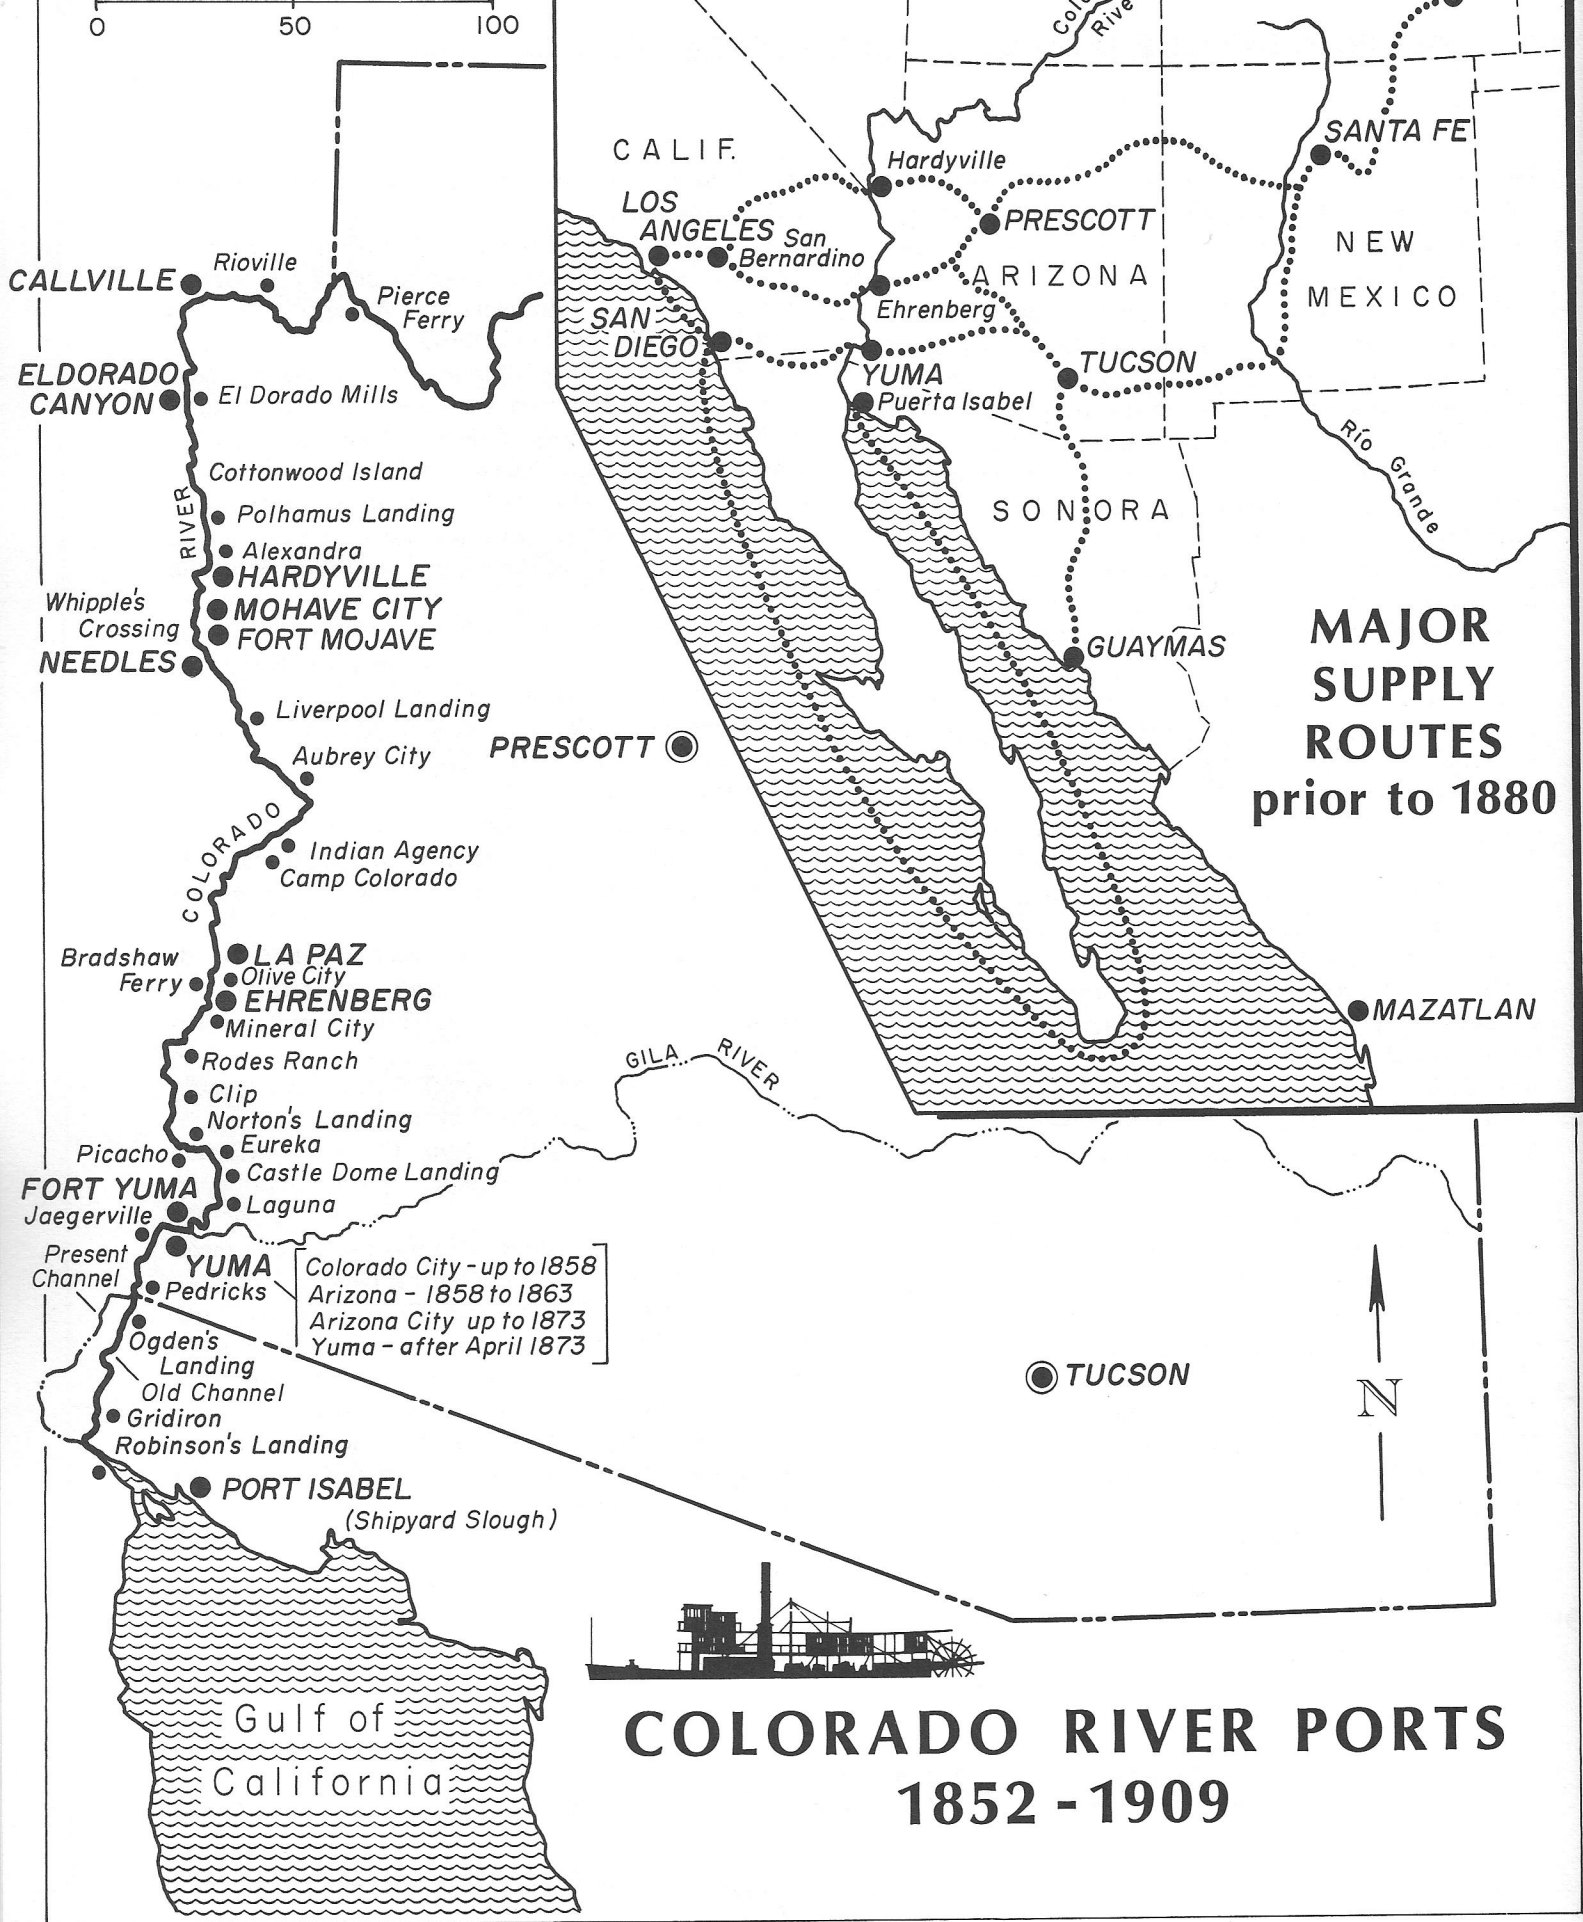 0 50 100
CALLVILLE
Rioville
Pierce
Ferry
ELDORADO
CANYON
El Dorado Mills
Cottonwood Island
Polhamus Landing
RIVER
Alexandra
HARDYVILLE
MOHAVE CITY
Whipple's
Crossing
FORT MOJAVE
NEEDLES
Liverpool Landing
PRESCOTT
Aubrey City
COLORADO
Indian Agency
Camp Colorado
LA PAZ
Bradshaw
Ferry
Olive City
EHRENBERG
Mineral City
Rodes Ranch
Clip
Norton's Landing
Eureka
Picacho
Castle Dome Landing
FORT YUMA
Laguna
Jaegerville
GILA RIVER
Present
Channel
YUMA
Colorado City - up to 1858
Arizona - 1858 to 1863
Arizona City up to 1873
Yuma - after April 1873
Pedricks
Ogden's
Landing
Old Channel
Gridiron
Robinson's Landing
PORT ISABEL
(Shipyard Slough)
TUCSON
N
Gulf of
California
COLORADO RIVER PORTS
1852 - 1909
CALIF.
Hardyville
SANTA FE
LOS
ANGELES
San
Bernardino
PRESCOTT
ARIZONA
NEW
MEXICO
Ehrenberg
SAN
DIEGO
YUMA
TUCSON
Puerta Isabel
Río Grande
SONORA
GUAYMAS
MAZATLAN
MAJOR
SUPPLY
ROUTES
prior to 1880